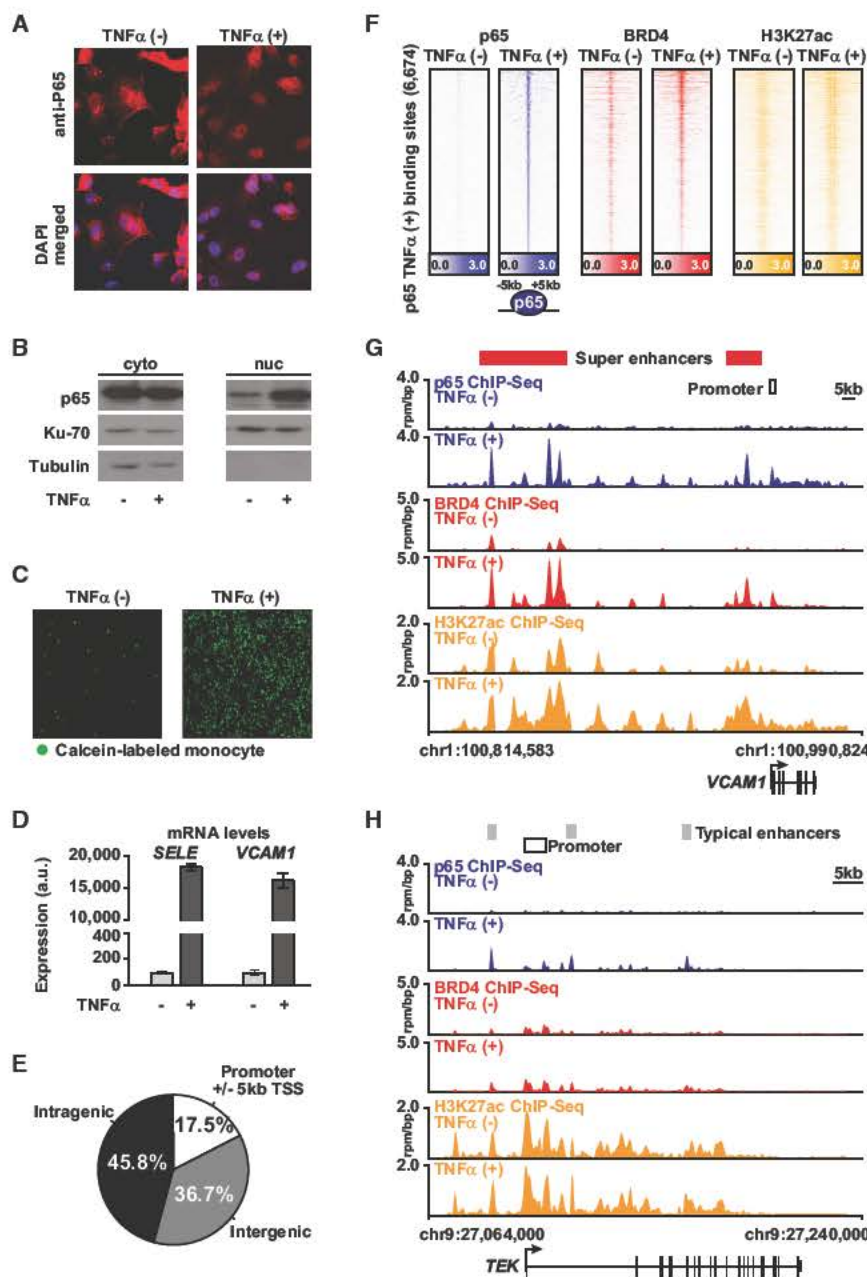 A
TNFα (-)
TNFα (+)
anti-P65
DAPI
merged
B
cyto
nuc
p65
Ku-70
Tubulin
TNFα
- +
- +
C
TNFα (-)
TNFα (+)
Calcein-labeled monocyte
D
mRNA levels
SELE
VCAM1
Expression (a.u.)
20,000
15,000
10,000
400
200
0
TNFα
- +
- +
E
Promoter
+/- 5kb TSS
17.5%
Intragenic
45.8%
36.7%
Intergenic
F
p65
BRD4
H3K27ac
TNFα (-)
TNFα (+)
TNFα (-)
TNFα (+)
TNFα (-)
TNFα (+)
p65 TNFα (+) binding sites (6,674)
0.0 3.0
0.0 3.0
0.0 3.0
0.0 3.0
0.0 3.0
0.0 3.0
-5kb +5kb
p65
G
Super enhancers
4.0
rpm/bp
p65 ChIP-Seq
TNFα (-)
Promoter
5kb
4.0
TNFα (+)
5.0
rpm/bp
BRD4 ChIP-Seq
TNFα (-)
5.0
TNFα (+)
2.0
rpm/bp
H3K27ac ChIP-Seq
TNFα (-)
2.0
TNFα (+)
chr1:100,814,583
chr1:100,990,824
VCAM1
H
Typical enhancers
Promoter
4.0
rpm/bp
p65 ChIP-Seq
TNFα (-)
5kb
4.0
TNFα (+)
5.0
rpm/bp
BRD4 ChIP-Seq
TNFα (-)
5.0
TNFα (+)
2.0
rpm/bp
H3K27ac ChIP-Seq
TNFα (-)
2.0
TNFα (+)
chr9:27,064,000
chr9:27,240,000
TEK